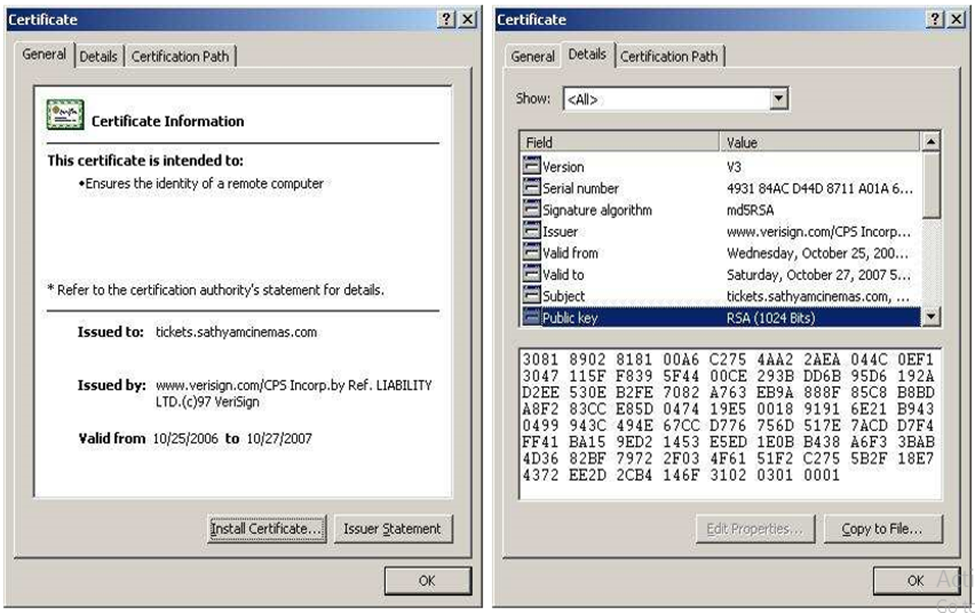 Certificate
General Details Certification Path
Certificate Information
This certificate is intended to:
•Ensures the identity of a remote computer
* Refer to the certification authority's statement for details.
Issued to: tickets.sathyamcinemas.com
Issued by: www.verisign.com/CPS Incorp.by Ref. LIABILITY
LTD.(c)97 VeriSign
Valid from 10/25/2006 to 10/27/2007
Install Certificate... Issuer Statement
OK
Certificate
General Details Certification Path
Show: <All>
Field Value
Version V3
Serial number 4931 84AC D44D 8711 A01A 6...
Signature algorithm md5RSA
Issuer www.verisign.com/CPS Incorp...
Valid from Wednesday, October 25, 200...
Valid to Saturday, October 27, 2007 5...
Subject tickets.sathyamcinemas.com, ...
Public key RSA (1024 Bits)
3081 8902 8181 00A6 C275 4AA2 2AEA 044C 0EF1
3047 115F F839 5F44 00CE 293B DD6B 95D6 192A
D2EE 530E B2FE 7082 A763 EB9A 888F 85C8 B8BD
A8F2 83CC E85D 0474 19E5 0018 9191 6E21 B943
0499 943C 494E 67CC D776 756D 517E 7ACD D7F4
FF41 BA15 9ED2 1453 E5ED 1E0B B438 A6F3 3BAB
4D36 82BF 7972 2F03 4F61 51F2 C275 5B2F 18E7
4372 EE2D 2CB4 146F 3102 0301 0001
Edit Properties... Copy to File...
OK